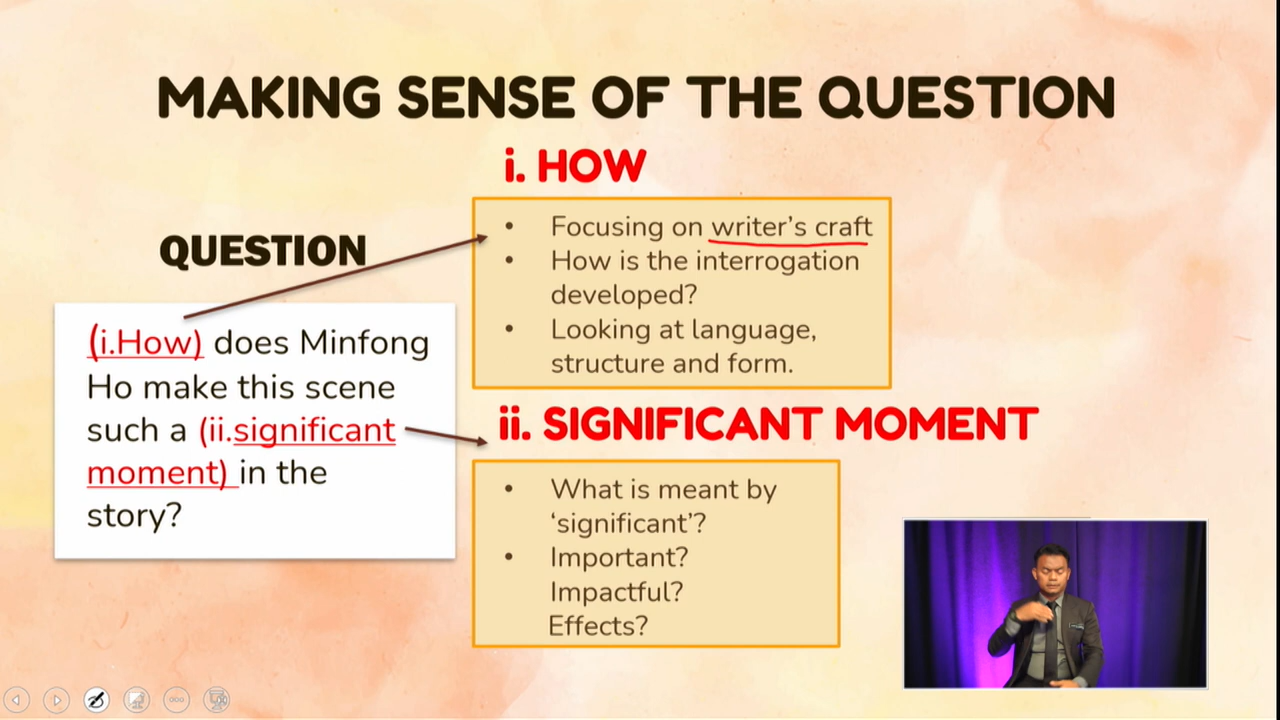 MAKING SENSE OF THE QUESTION
QUESTION
(i.How) does Minfong
Ho make this scene
such a (ii.significant
moment) in the
story?
i. HOW
• Focusing on writer's craft
• How is the interrogation
developed?
• Looking at language,
structure and form.
ii. SIGNIFICANT MOMENT
• What is meant by
‘significant’?
• Important?
Impactful?
Effects?